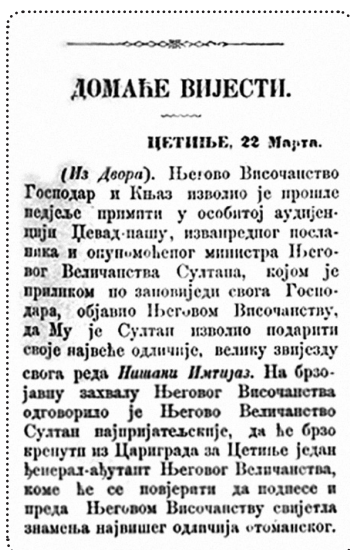 ДОМАЋЕ ВИЈЕСТИ.
ЦЕТИЊЕ, 22 Марта.
(Из Двора). Његово Височанство
Господар и Књаз изволио је прошле
недјеље примити у особитој аудијен-
цији Џевад-пашу, изванредног посла-
ника и опуномоћеног министра Њего-
вог Величанства Султана, којом је
приликом по заповиједи свога Госпо-
дара, објавио Његовом Височанству,
да Му је Султан изволио подарити
своје највеће одличије, велику звијезду
свога реда Нишани Имтијаз. На брзо-
јавну захвалу Његовог Височанства
одговорило је Његово Величанство
Султан најпријатељскије, да ће брзо
кренути из Цариграда за Цетиње један
ђенерал-ађутант Његовог Величанства,
коме ће се повјерити да поднесе и
преда Његовом Височанству свијетла
знамења највишег одличија отоманског.